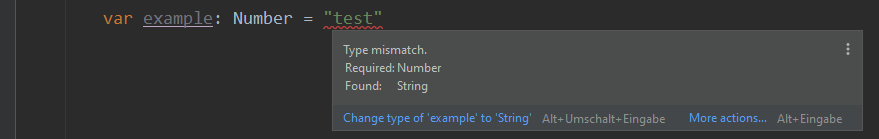 var example: Number = "test"
Type mismatch.
Required: Number
Found: String
Change type of 'example' to 'String' Alt+Umschalt+Eingabe More actions... Alt+Eingabe